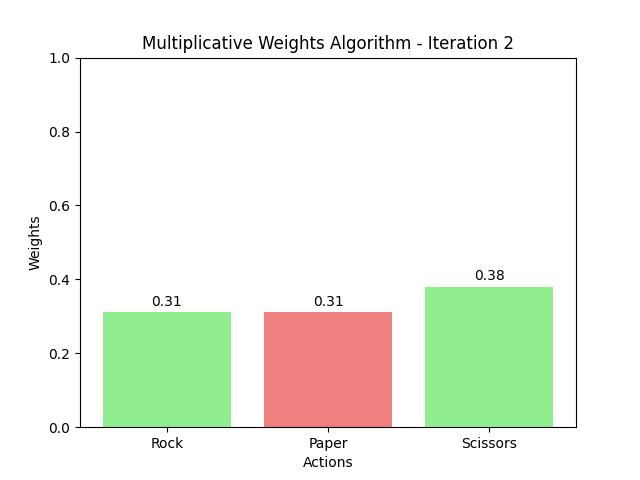 Multiplicative Weights Algorithm - Iteration 2
1.0
0.8
0.6
0.4
0.2
0.0
Weights
0.31
0.31
0.38
Rock
Paper
Scissors
Actions